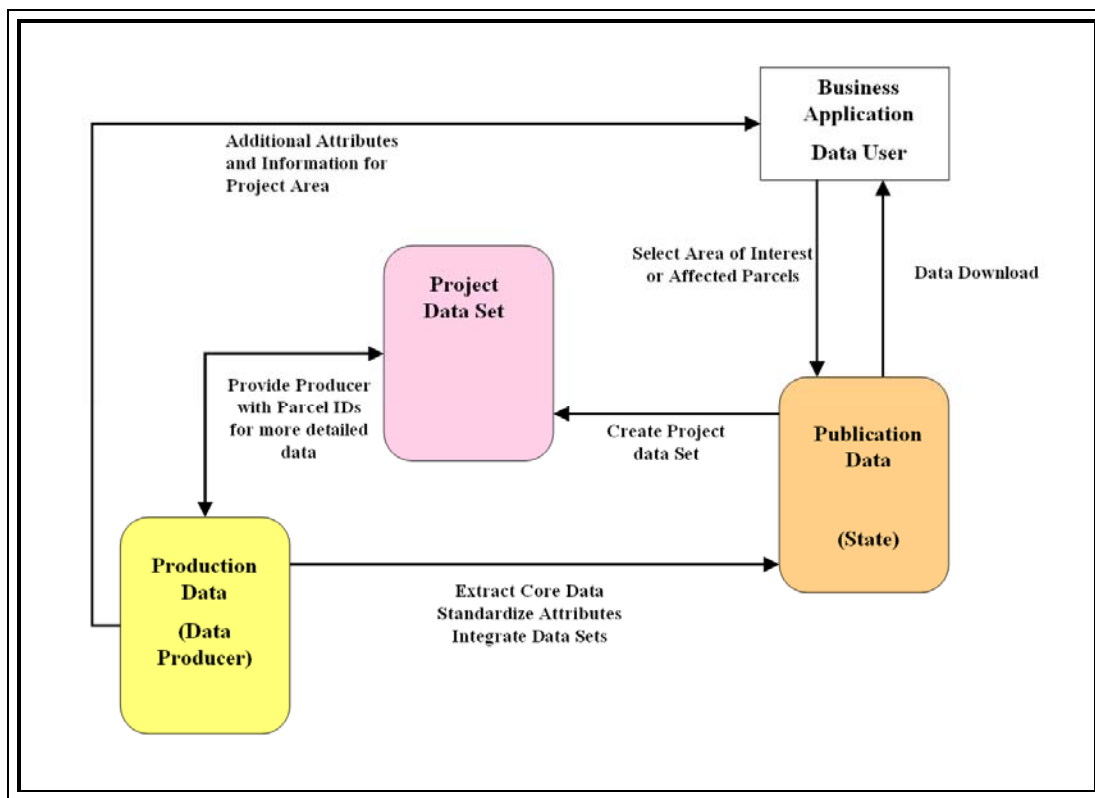 Business
Application
Data User
Additional Attributes
and Information for
Project Area
Select Area of Interest
or Affected Parcels
Data Download
Project
Data Set
Provide Producer
with Parcel IDs
for more detailed
data
Create Project
data Set
Publication
Data
(State)
Production
Data
(Data
Producer)
Extract Core Data
Standardize Attributes
Integrate Data Sets